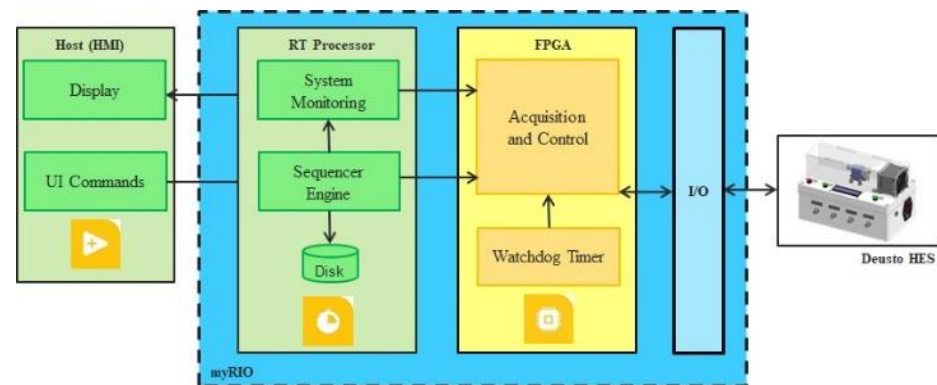 Host (HMI)
Display
UI Commands
RT Processor
System
Monitoring
Sequencer
Engine
Disk
FPGA
Acquisition
and Control
Watchdog Timer
I/O
myRIO
Deusto HES